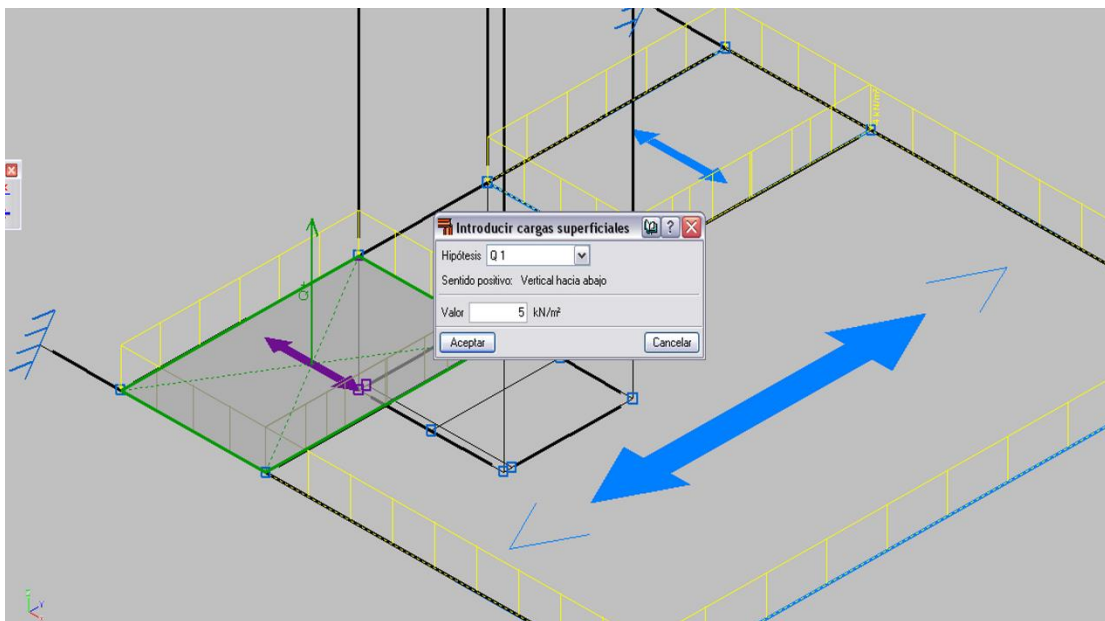 Introducir cargas superficiales
Hipótesis Q 1
Sentido positivo: Vertical hacia abajo
Valor 5 kN/m²
Aceptar Cancelar